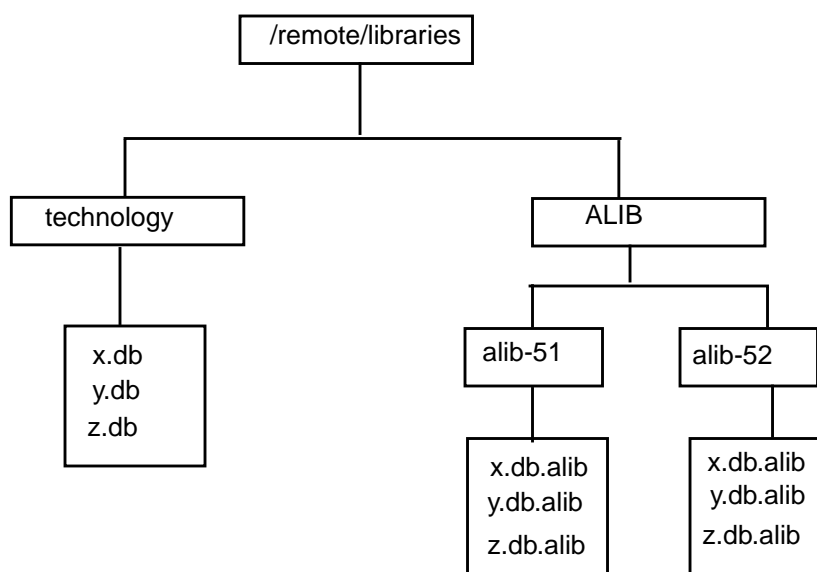 /remote/libraries
technology
ALIB
x.db
y.db
z.db
alib-51
alib-52
x.db.alib
y.db.alib
z.db.alib
x.db.alib
y.db.alib
z.db.alib